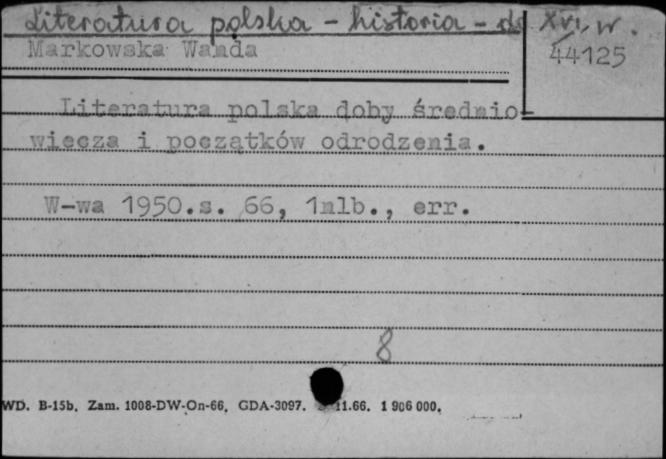 Literatura polska - historia - do XVI w.
Markowska Wanda
44125
Literatura polska doby średnio-
wiecza i początków odrodzenia.
W-wa 1950.s. 66, 1nlb., err.
8
WD. B-15b. Zam. 1008-DW-On-66, GDA-3097. 11.66. 1 906 000.